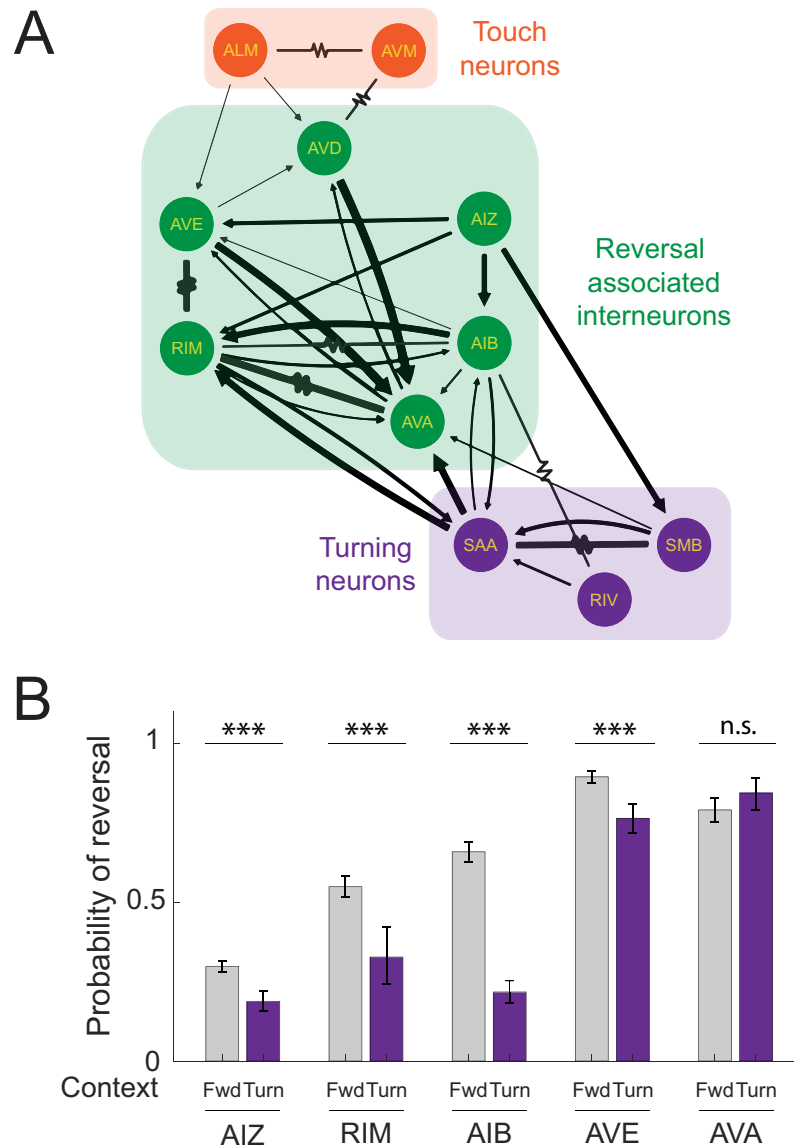 A
Touch
neurons
ALM
AVM
AVD
AVE
AIZ
Reversal
associated
interneurons
RIM
AIB
AVA
Turning
neurons
SAA
SMB
RIV
B
Probability of reversal
1
0.5
0
***
***
***
***
n.s.
Context
Fwd Turn
Fwd Turn
Fwd Turn
Fwd Turn
Fwd Turn
AIZ
RIM
AIB
AVE
AVA